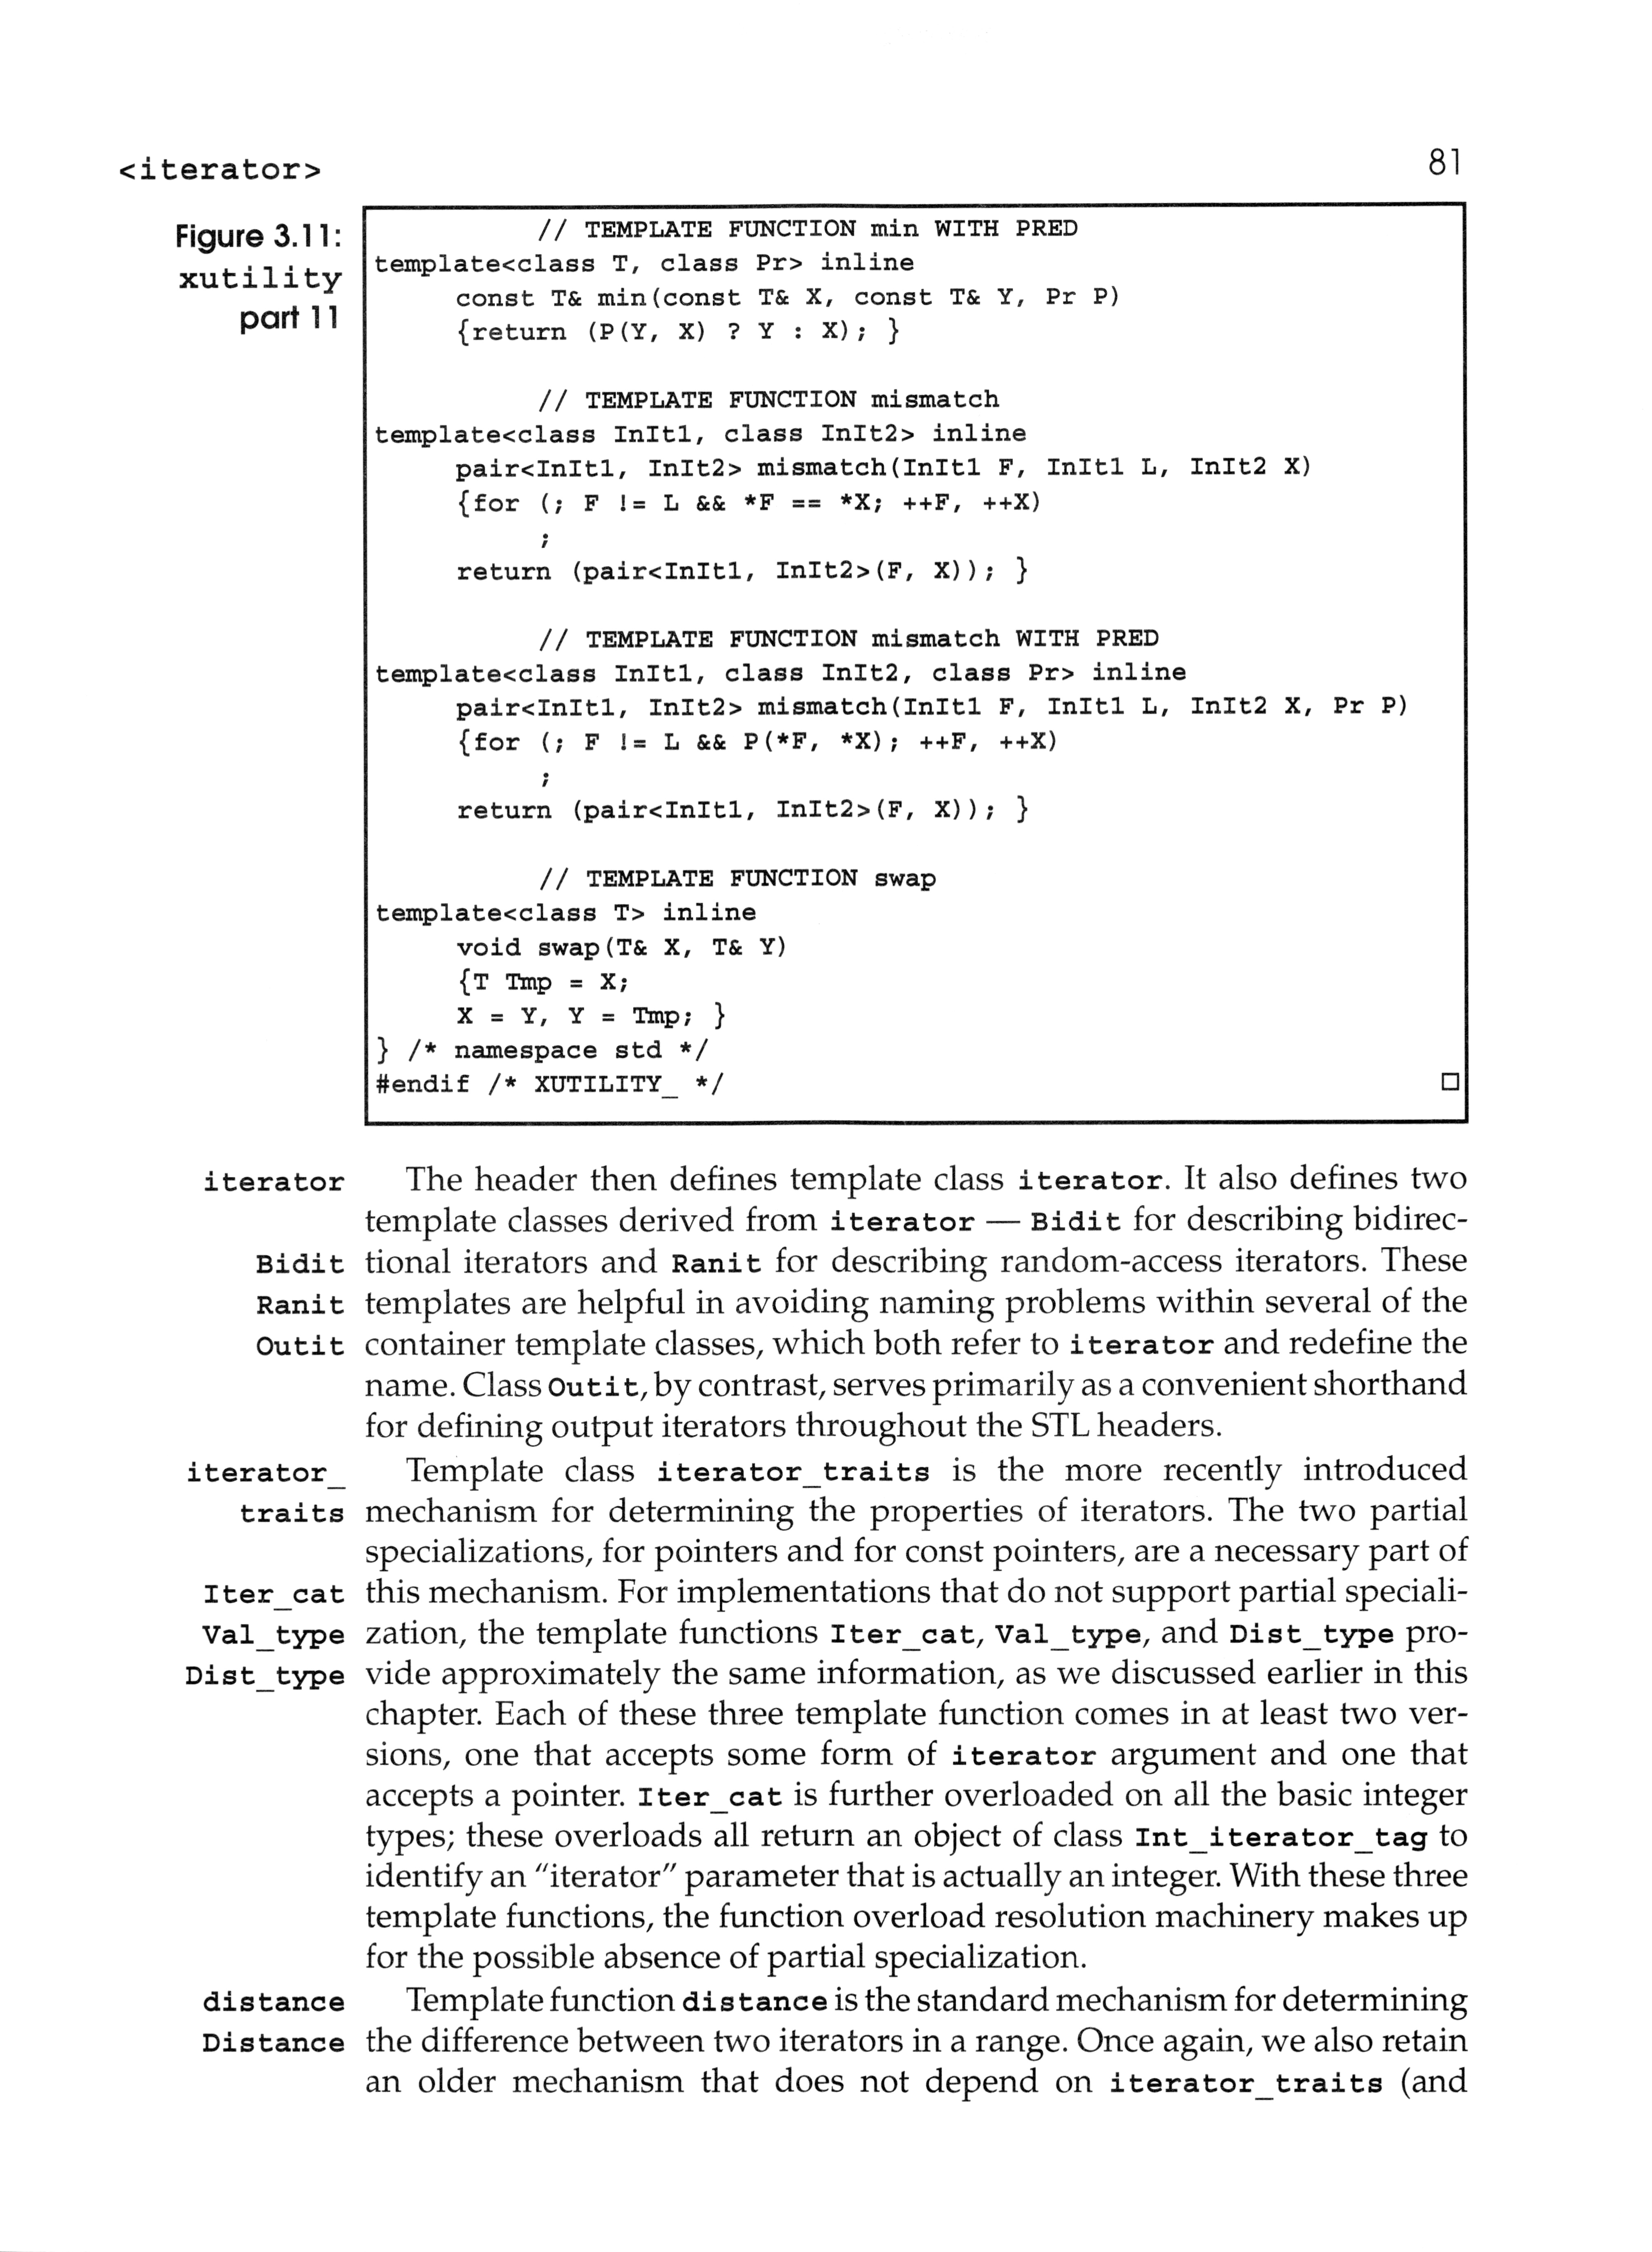 <iterator>
81
Figure 3.11:
xutility
part 11
// TEMPLATE FUNCTION min WITH PRED
template<class T, class Pr> inline
const T& min(const T& X, const T& Y, Pr P)
{return (P(Y, X) ? Y : X); }
// TEMPLATE FUNCTION mismatch
template<class InIt1, class InIt2> inline
pair<InIt1, InIt2> mismatch(InIt1 F, InIt1 L, InIt2 X)
{for (; F != L && *F == *X; ++F, ++X)
;
return (pair<InIt1, InIt2>(F, X)); }
// TEMPLATE FUNCTION mismatch WITH PRED
template<class InIt1, class InIt2, class Pr> inline
pair<InIt1, InIt2> mismatch(InIt1 F, InIt1 L, InIt2 X, Pr P)
{for (; F != L && P(*F, *X); ++F, ++X)
;
return (pair<InIt1, InIt2>(F, X)); }
// TEMPLATE FUNCTION swap
template<class T> inline
void swap(T& X, T& Y)
{T Tmp = X;
X = Y, Y = Tmp; }
} /* namespace std */
#endif /* XUTILITY_ */
iterator The header then defines template class iterator. It also defines two
template classes derived from iterator — Bidit for describing bidirec-
Bidit tional iterators and Ranit for describing random-access iterators. These
Ranit templates are helpful in avoiding naming problems within several of the
Outit container template classes, which both refer to iterator and redefine the
name. Class Outit, by contrast, serves primarily as a convenient shorthand
for defining output iterators throughout the STL headers.
iterator_ Template class iterator_traits is the more recently introduced
traits mechanism for determining the properties of iterators. The two partial
specializations, for pointers and for const pointers, are a necessary part of
Iter_cat this mechanism. For implementations that do not support partial speciali-
Val_type zation, the template functions Iter_cat, Val_type, and Dist_type pro-
Dist_type vide approximately the same information, as we discussed earlier in this
chapter. Each of these three template function comes in at least two ver-
sions, one that accepts some form of iterator argument and one that
accepts a pointer. Iter_cat is further overloaded on all the basic integer
types; these overloads all return an object of class Int_iterator_tag to
identify an "iterator" parameter that is actually an integer. With these three
template functions, the function overload resolution machinery makes up
for the possible absence of partial specialization.
distance Template function distance is the standard mechanism for determining
Distance the difference between two iterators in a range. Once again, we also retain
an older mechanism that does not depend on iterator_traits (and